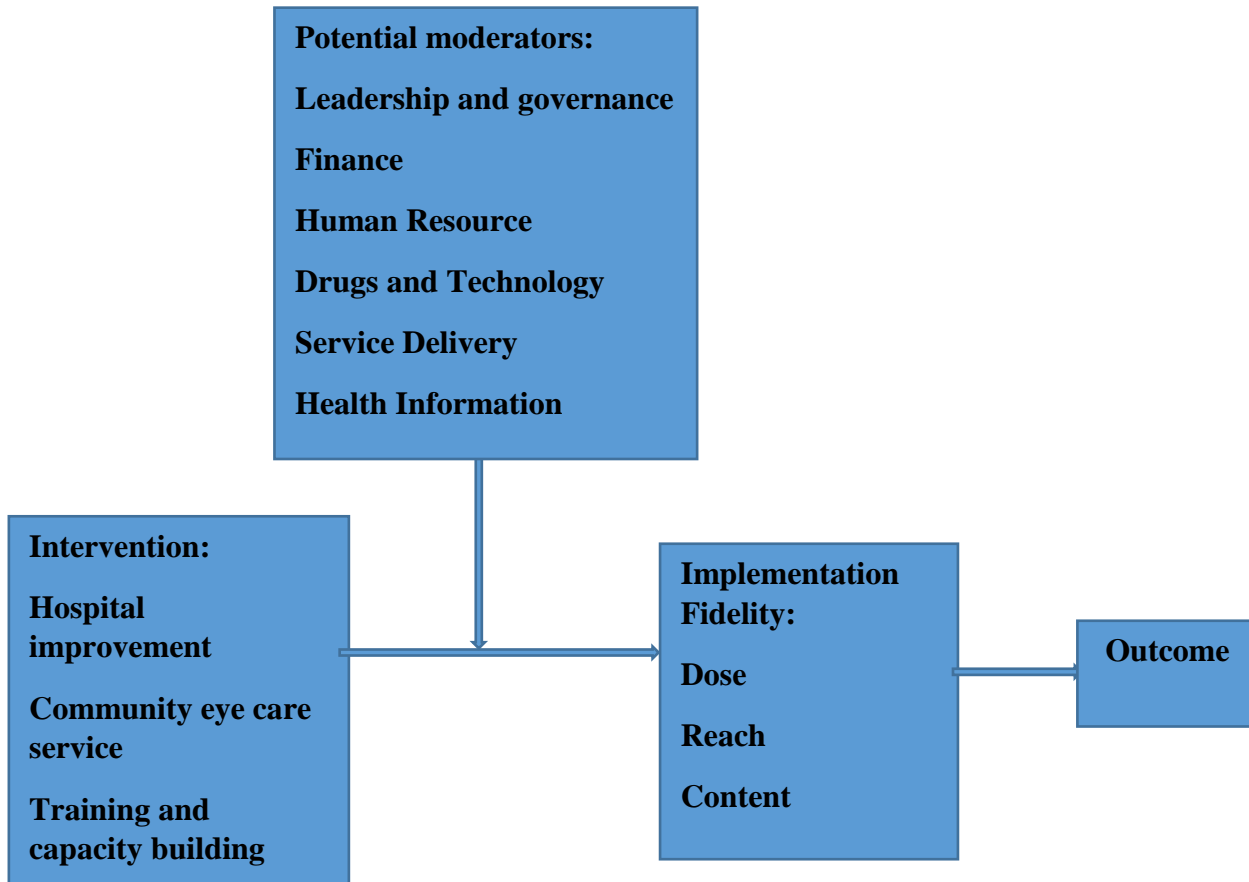 Potential moderators:
Leadership and governance
Finance
Human Resource
Drugs and Technology
Service Delivery
Health Information
Intervention:
Hospital
improvement
Community eye care
service
Training and
capacity building
Implementation
Fidelity:
Dose
Reach
Content
Outcome